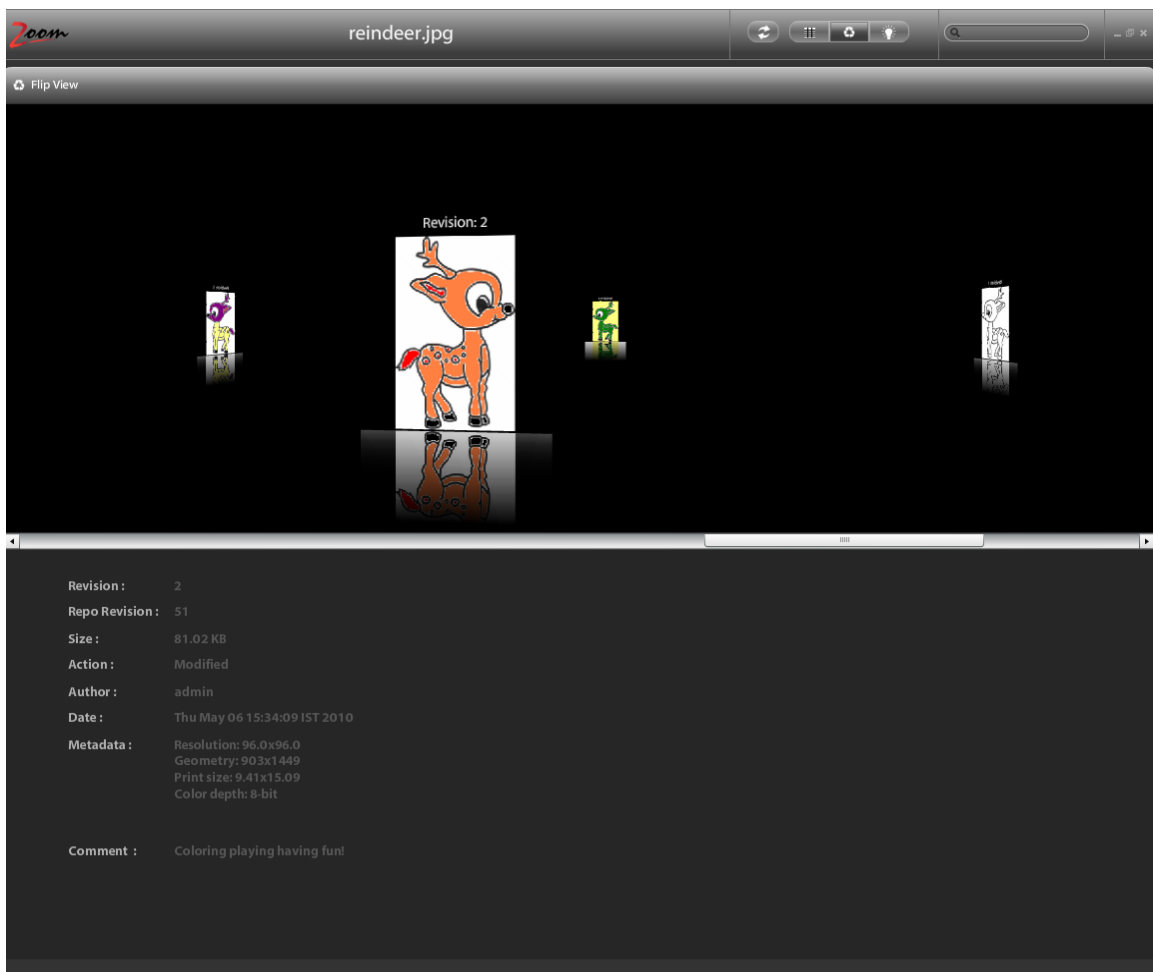 Zoom
reindeer.jpg
Flip View
Revision: 2
Revision : 2
Repo Revision : 51
Size : 81.02 KB
Action : Modified
Author : admin
Date : Thu May 06 15:34:09 IST 2010
Metadata : Resolution: 96.0x96.0
Geometry: 903x1449
Print size: 9.41x15.09
Color depth: 8-bit
Comment : Coloring playing having fun!